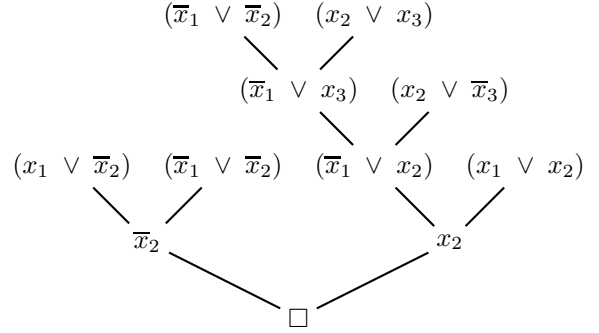 (x̅₁ ∨ x̅₂) (x₂ ∨ x₃)
(x̅₁ ∨ x₃) (x₂ ∨ x̅₃)
(x₁ ∨ x̅₂) (x̅₁ ∨ x̅₂) (x̅₁ ∨ x₂) (x₁ ∨ x₂)
x̅₂ x₂
□